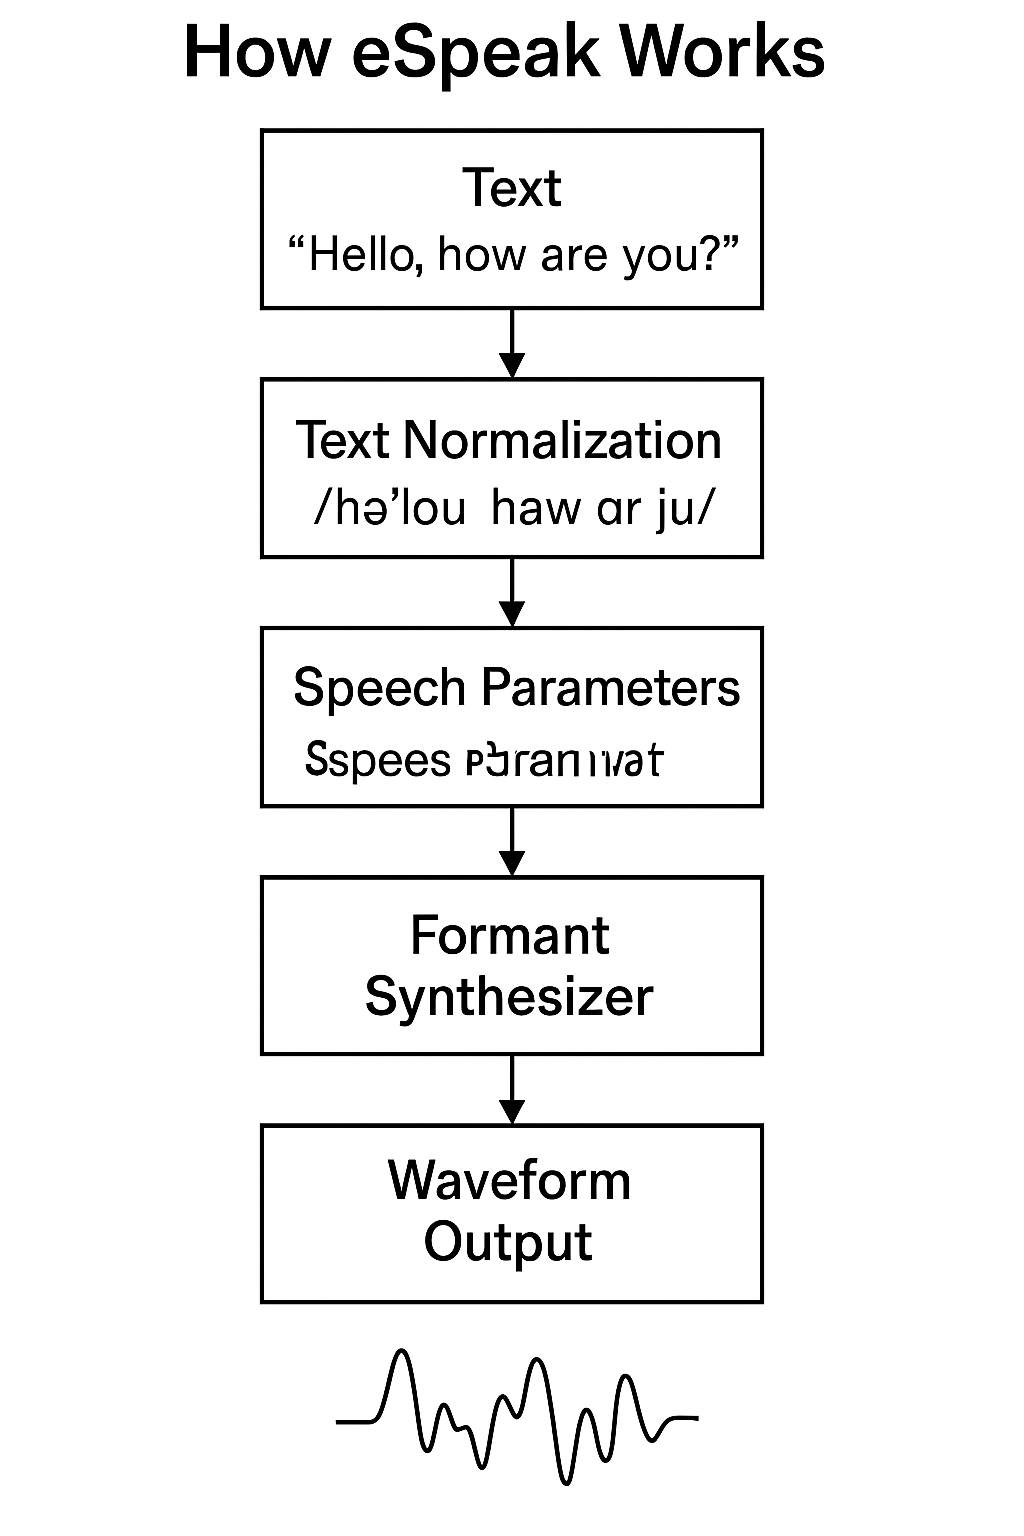 How eSpeak Works
Text
“Hello, how are you?”
Text Normalization
/hə’lou haw ɑr ju/
Speech Parameters
Sspees
Formant
Synthesizer
Waveform
Output